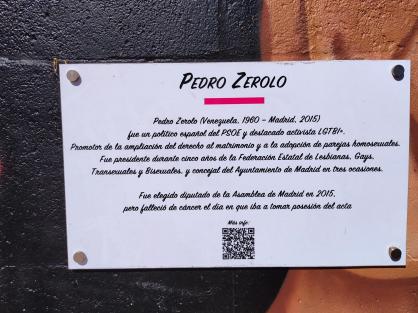 PEDRO ZEROLO
Pedro Zerolo (Venezuela, 1960 – Madrid, 2015)
fue un político español del PSOE y destacado activista LGTBI+.
Promotor de la ampliación del derecho al matrimonio y a la adopción de parejas homosexuales.
Fue presidente durante cinco años de la Federación Estatal de Lesbianas, Gays,
Transexuales y Bisexuales, y concejal del Ayuntamiento de Madrid en tres ocasiones.
Fue elegido diputado de la Asamblea de Madrid en 2015,
pero falleció de cáncer el día en que iba a tomar posesión del acta
Más info: